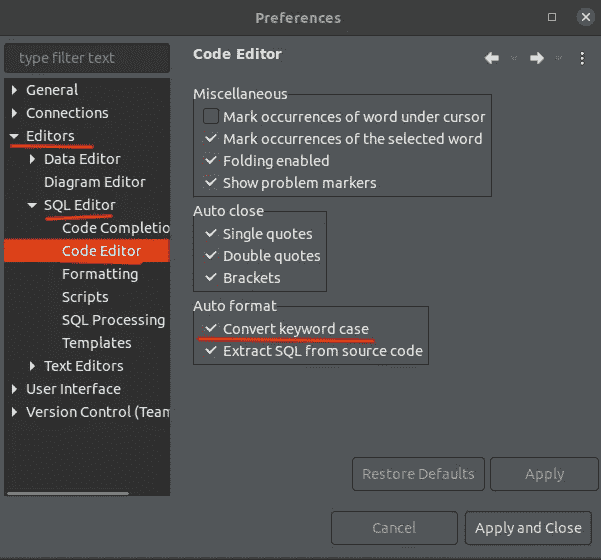 Preferences
type filter text
General
Connections
Editors
Data Editor
Diagram Editor
SQL Editor
Code Completio
Code Editor
Formatting
Scripts
SQL Processing
Templates
Text Editors
User Interface
Version Control (Team
Code Editor
Miscellaneous
Mark occurrences of word under cursor
Mark occurrences of the selected word
Folding enabled
Show problem markers
Auto close
Single quotes
Double quotes
Brackets
Auto format
Convert keyword case
Extract SQL from source code
Restore Defaults
Apply
Cancel
Apply and Close